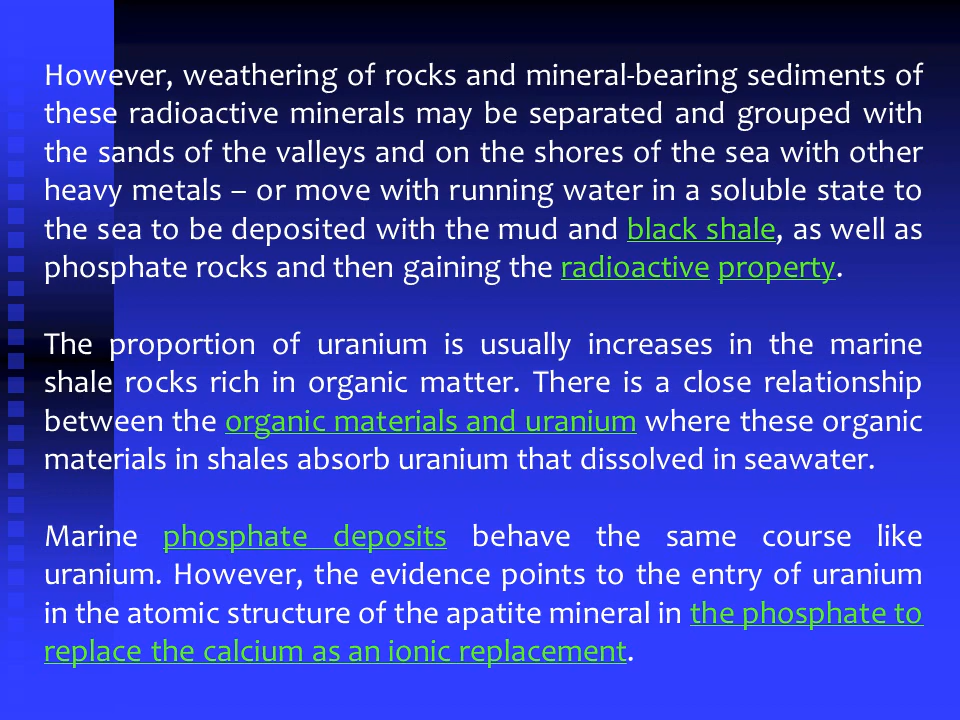 However, weathering of rocks and mineral-bearing sediments of
these radioactive minerals may be separated and grouped with
the sands of the valleys and on the shores of the sea with other
heavy metals – or move with running water in a soluble state to
the sea to be deposited with the mud and black shale, as well as
phosphate rocks and then gaining the radioactive property.
The proportion of uranium is usually increases in the marine
shale rocks rich in organic matter. There is a close relationship
between the organic materials and uranium where these organic
materials in shales absorb uranium that dissolved in seawater.
Marine phosphate deposits behave the same course like
uranium. However, the evidence points to the entry of uranium
in the atomic structure of the apatite mineral in the phosphate to
replace the calcium as an ionic replacement.